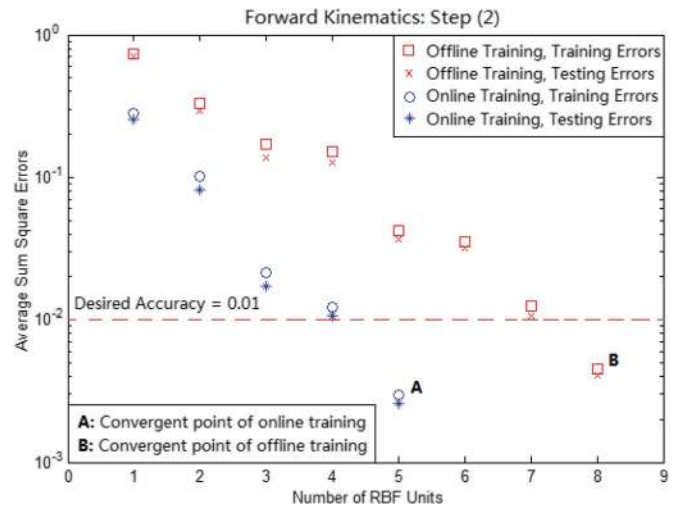 Forward Kinematics: Step (2)
10^0
Offline Training, Training Errors
Offline Training, Testing Errors
Online Training, Training Errors
Online Training, Testing Errors
10^-1
Average Sum Square Errors
Desired Accuracy = 0.01
10^-2
B
A
A: Convergent point of online training
B: Convergent point of offline training
10^-3
0 1 2 3 4 5 6 7 8 9
Number of RBF Units